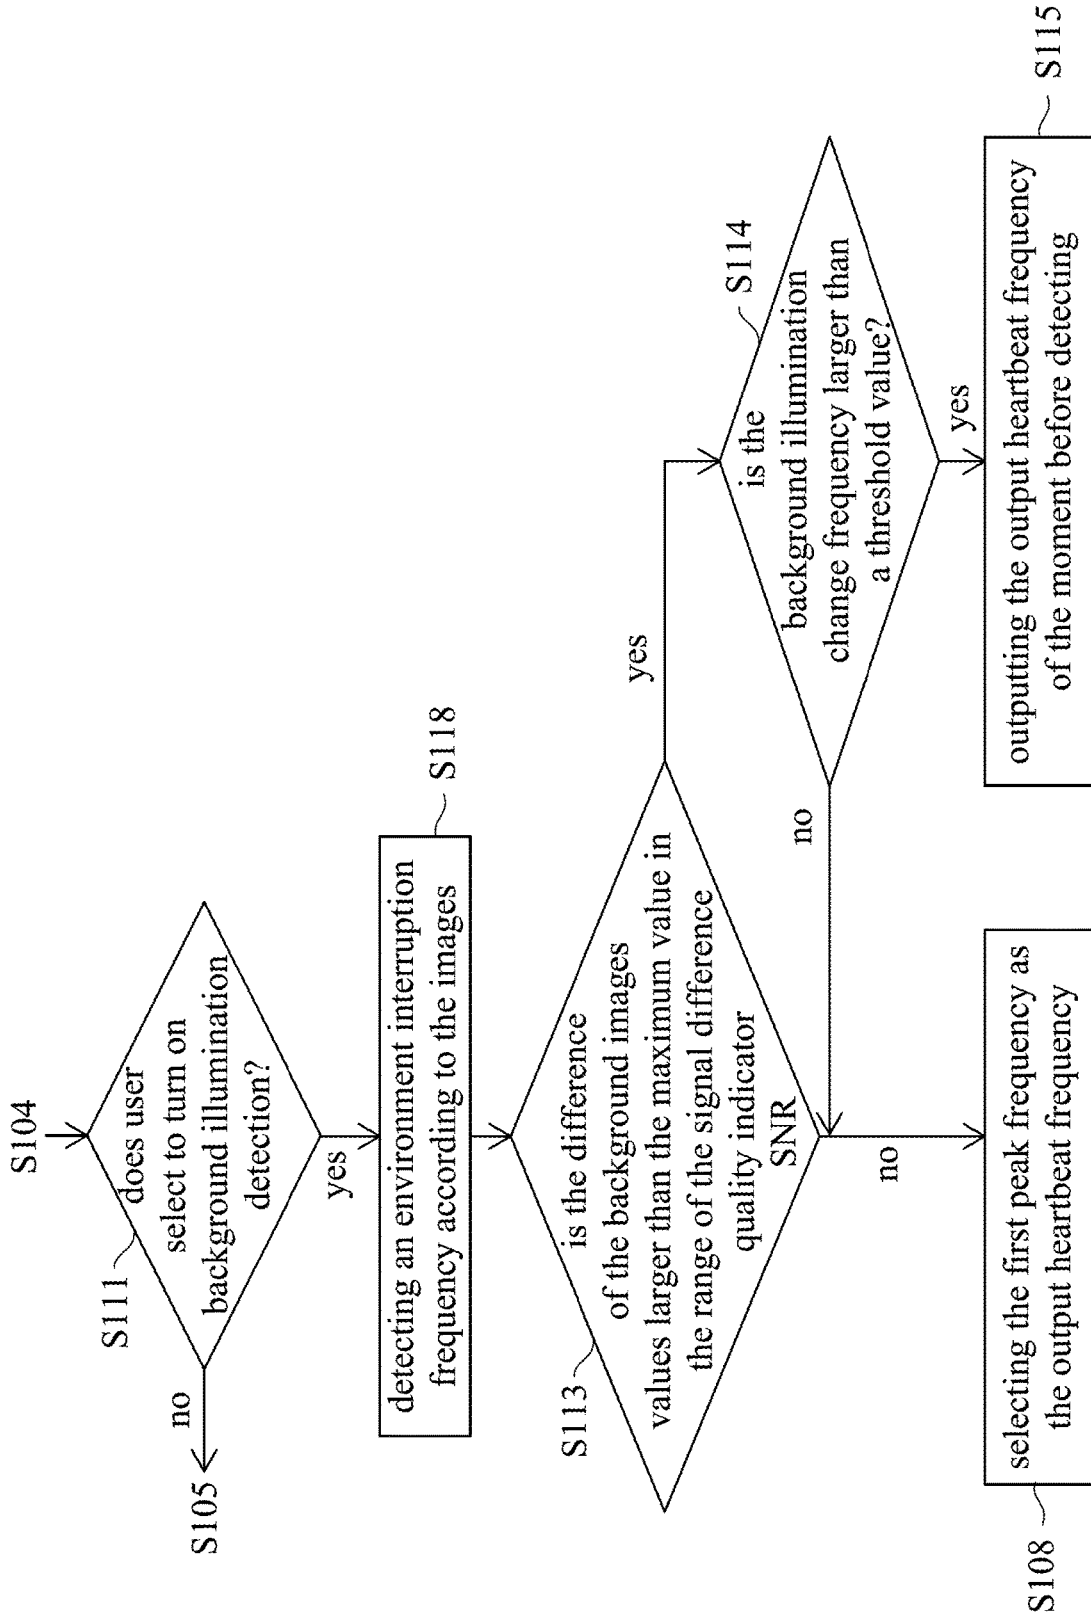 S104
S111
does user
select to turn on
background illumination
detection?
no
S105
yes
detecting an environment interruption
frequency according to the images
S118
S113
is the difference
of the background images
values larger than the maximum value in
the range of the signal difference
quality indicator
SNR
yes
no
S114
is the
background illumination
change frequency larger than
a threshold value?
no
yes
selecting the first peak frequency as
the output heartbeat frequency
S108
outputting the output heartbeat frequency
of the moment before detecting
S115